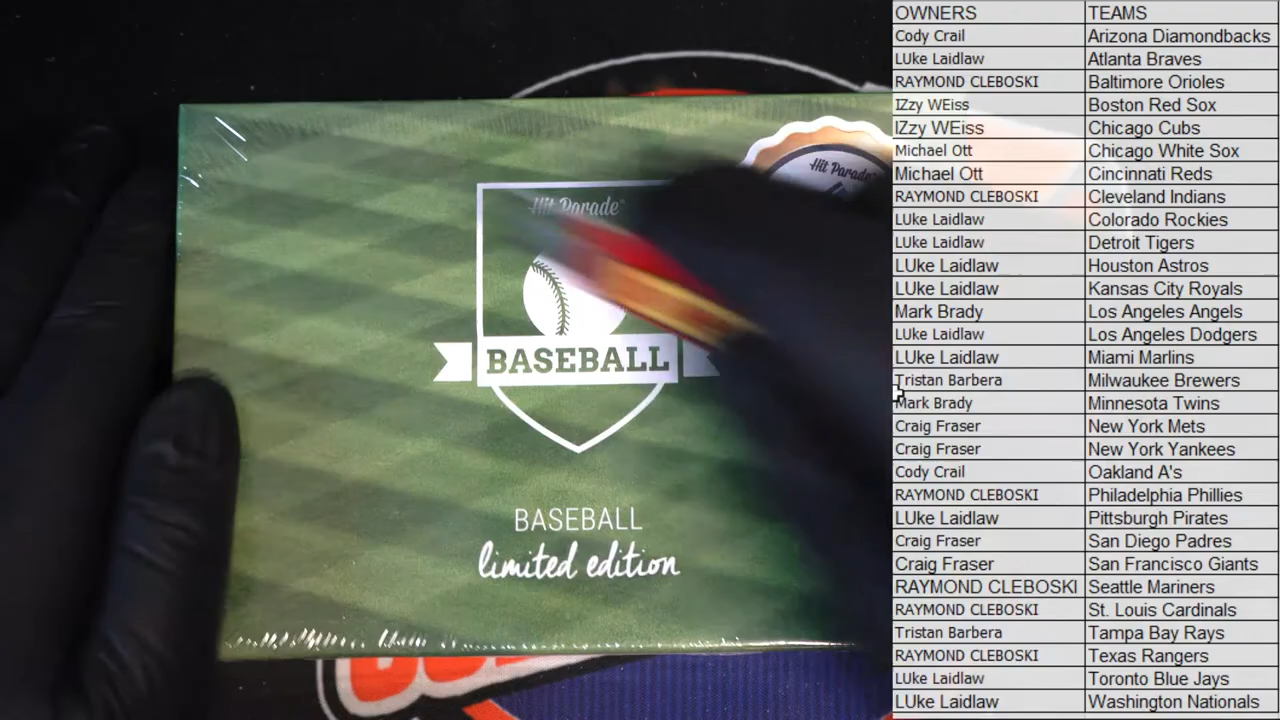 OWNERS TEAMS
Cody Crail Arizona Diamondbacks
LUke Laidlaw Atlanta Braves
RAYMOND CLEBOSKI Baltimore Orioles
IZzy WEiss Boston Red Sox
IZzy WEiss Chicago Cubs
Michael Ott Chicago White Sox
Michael Ott Cincinnati Reds
RAYMOND CLEBOSKI Cleveland Indians
LUke Laidlaw Colorado Rockies
LUke Laidlaw Detroit Tigers
LUke Laidlaw Houston Astros
LUke Laidlaw Kansas City Royals
Mark Brady Los Angeles Angels
LUke Laidlaw Los Angeles Dodgers
LUke Laidlaw Miami Marlins
Tristan Barbera Milwaukee Brewers
Mark Brady Minnesota Twins
Craig Fraser New York Mets
Craig Fraser New York Yankees
Cody Crail Oakland A's
RAYMOND CLEBOSKI Philadelphia Phillies
LUke Laidlaw Pittsburgh Pirates
Craig Fraser San Diego Padres
Craig Fraser San Francisco Giants
RAYMOND CLEBOSKI Seattle Mariners
RAYMOND CLEBOSKI St. Louis Cardinals
Tristan Barbera Tampa Bay Rays
RAYMOND CLEBOSKI Texas Rangers
LUke Laidlaw Toronto Blue Jays
LUke Laidlaw Washington Nationals
Hit Parade
Hit Parade
BASEBALL
BASEBALL
limited edition